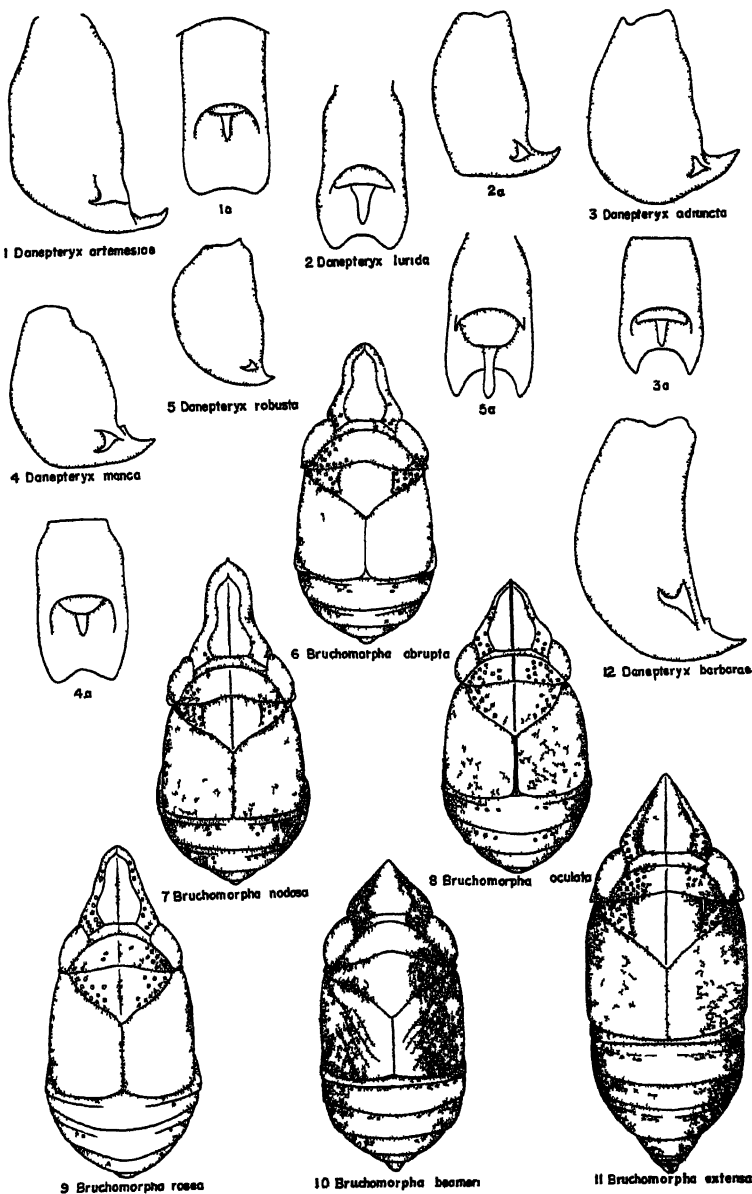 1 Danepteryx artemesiae
1a
2 Danepteryx lurida
2a
3 Danepteryx adruncta
3a
4 Danepteryx manca
5 Danepteryx robusta
5a
4a
6 Bruchomorpha abrupta
12 Danepteryx barbarae
7 Bruchomorpha nodosa
8 Bruchomorpha oculata
9 Bruchomorpha rosea
10 Bruchomorpha beameri
11 Bruchomorpha extensa